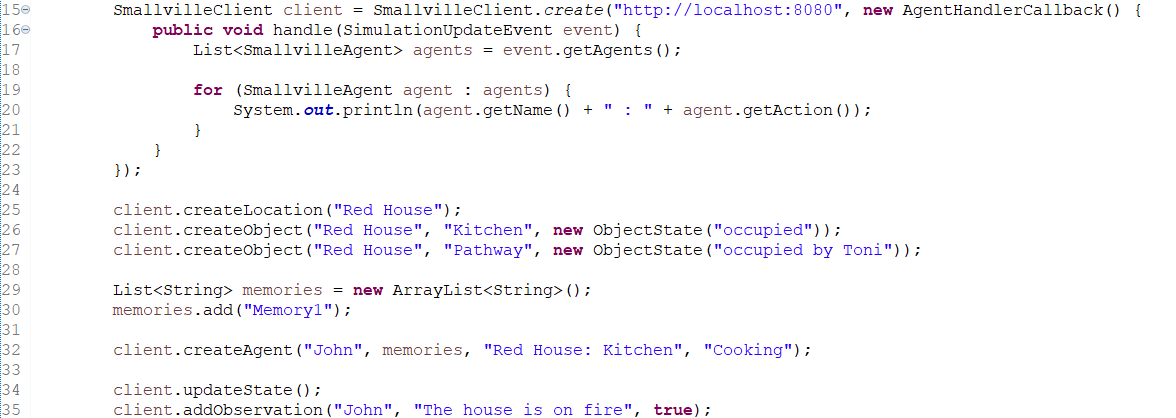 15 SmallvilleClient client = SmallvilleClient.create("http://localhost:8080", new AgentHandlerCallback() {
16 public void handle(SimulationUpdateEvent event) {
17 List<SmallvilleAgent> agents = event.getAgents();
18
19 for (SmallvilleAgent agent : agents) {
20 System.out.println(agent.getName() + " : " + agent.getAction());
21 }
22 }
23 });
24
25 client.createLocation("Red House");
26 client.createObject("Red House", "Kitchen", new ObjectState("occupied"));
27 client.createObject("Red House", "Pathway", new ObjectState("occupied by Toni"));
28
29 List<String> memories = new ArrayList<String>();
30 memories.add("Memory1");
31
32 client.createAgent("John", memories, "Red House: Kitchen", "Cooking");
33
34 client.updateState();
35 client.addObservation("John", "The house is on fire", true);